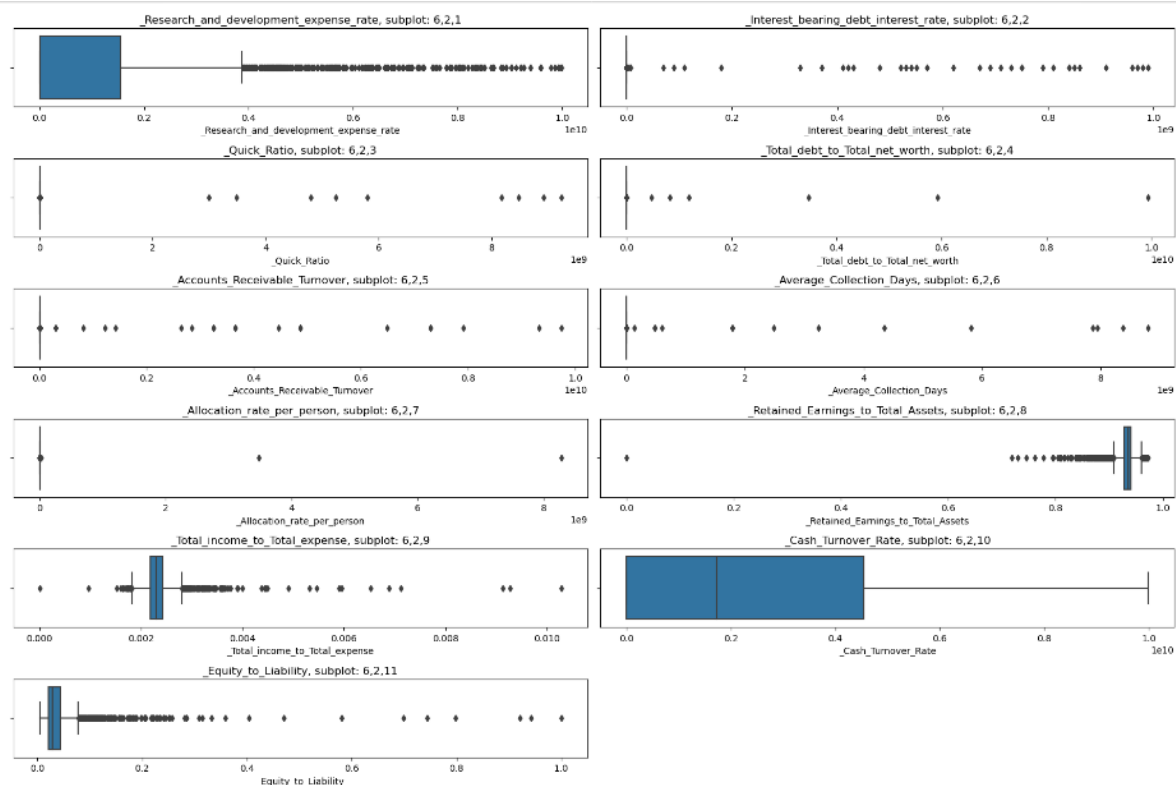 _Research_and_development_expense_rate, subplot: 6,2,1
0.0 0.2 0.4 0.6 0.8 1.0
1e10
_Research_and_development_expense_rate
_Interest_bearing_debt_interest_rate, subplot: 6,2,2
0.0 0.2 0.4 0.6 0.8 1.0
1e9
_Interest_bearing_debt_interest_rate
_Quick_Ratio, subplot: 6,2,3
0 2 4 6 8
1e9
_Quick_Ratio
_Total_debt_to_Total_net_worth, subplot: 6,2,4
0.0 0.2 0.4 0.6 0.8 1.0
1e10
_Total_debt_to_Total_net_worth
_Accounts_Receivable_Turnover, subplot: 6,2,5
0.0 0.2 0.4 0.6 0.8 1.0
1e10
_Accounts_Receivable_Turnover
_Average_Collection_Days, subplot: 6,2,6
0 2 4 6 8
1e9
_Average_Collection_Days
_Allocation_rate_per_person, subplot: 6,2,7
0 2 4 6 8
1e9
_Allocation_rate_per_person
_Retained_Earnings_to_Total_Assets, subplot: 6,2,8
0.0 0.2 0.4 0.6 0.8 1.0
_Retained_Earnings_to_Total_Assets
_Total_income_to_Total_expense, subplot: 6,2,9
0.000 0.002 0.004 0.006 0.008 0.010
_Total_income_to_Total_expense
_Cash_Turnover_Rate, subplot: 6,2,10
0.0 0.2 0.4 0.6 0.8 1.0
1e10
_Cash_Turnover_Rate
_Equity_to_Liability, subplot: 6,2,11
0.0 0.2 0.4 0.6 0.8 1.0
_Equity_to_Liability